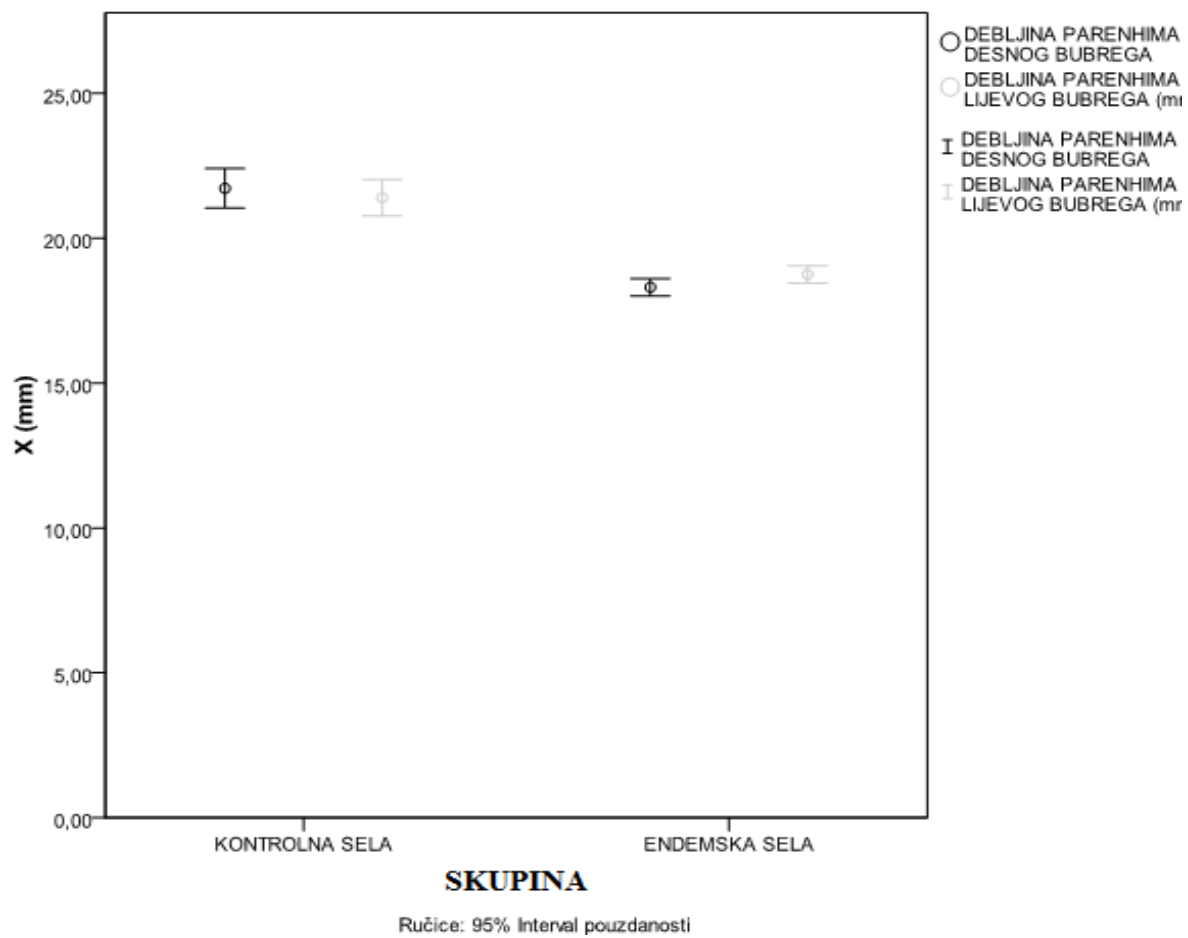 DEBLJINA PARENHIMA
DESNOG BUBREGA
DEBLJINA PARENHIMA
LIJEVOG BUBREGA (mm
DEBLJINA PARENHIMA
DESNOG BUBREGA
DEBLJINA PARENHIMA
LIJEVOG BUBREGA (mm
25,00
20,00
15,00
10,00
5,00
0,00
X (mm)
KONTROLNA SELA
ENDEMSKA SELA
SKUPINA
Ručice: 95% Interval pouzdanosti